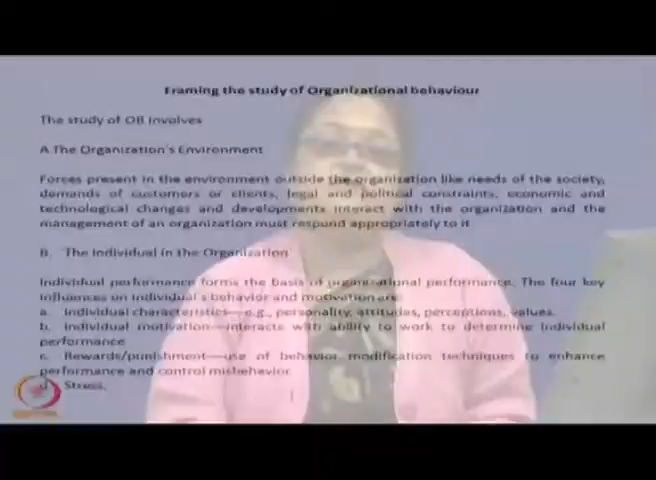 Framing the study of Organizational behaviour
The study of OB Involves
A The Organization's Environment
Forces present in the environment outside the organization like needs of the society,
demands of customers or clients, legal and political constraints, economic and
technological changes and developments interact with the organization and the
management of an organization must respond appropriately to it
B. The Individual in the Organization
Individual performance forms the basis of organizational performance. The four key
influences on individual's behavior and motivation are:
a. Individual characteristics—e.g., personality, attitudes, perceptions, values.
b. Individual motivation—interacts with ability to work to determine individual
performance
c. Rewards/punishment—use of behavior modification techniques to enhance
performance and control misbehavior
d. Stress.